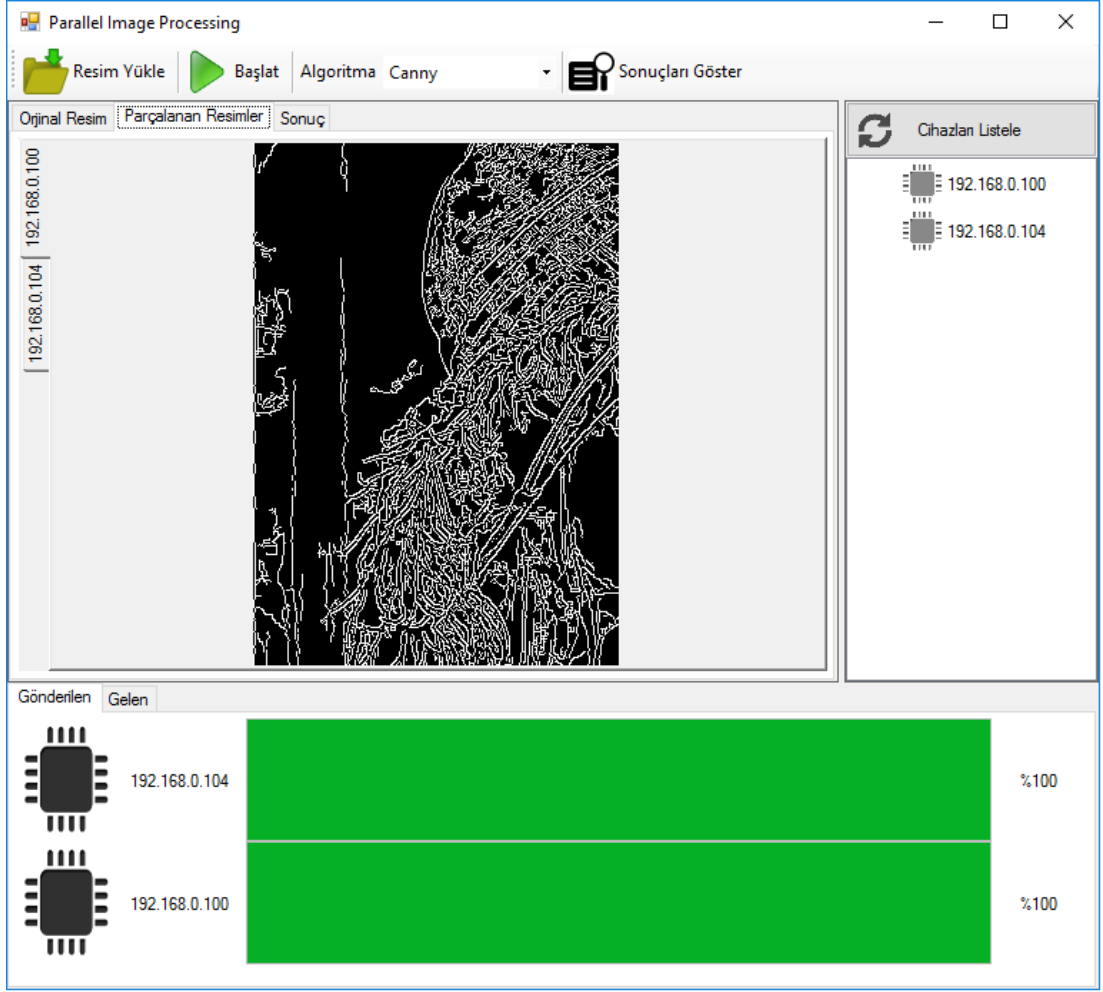 Parallel Image Processing
Resim Yükle Başlat Algoritma Canny Sonuçları Göster
Orjinal Resim Parçalanan Resimler Sonuç
192.168.0.100
192.168.0.104
Cihazları Listele
192.168.0.100
192.168.0.104
Gönderilen Gelen
192.168.0.104 %100
192.168.0.100 %100